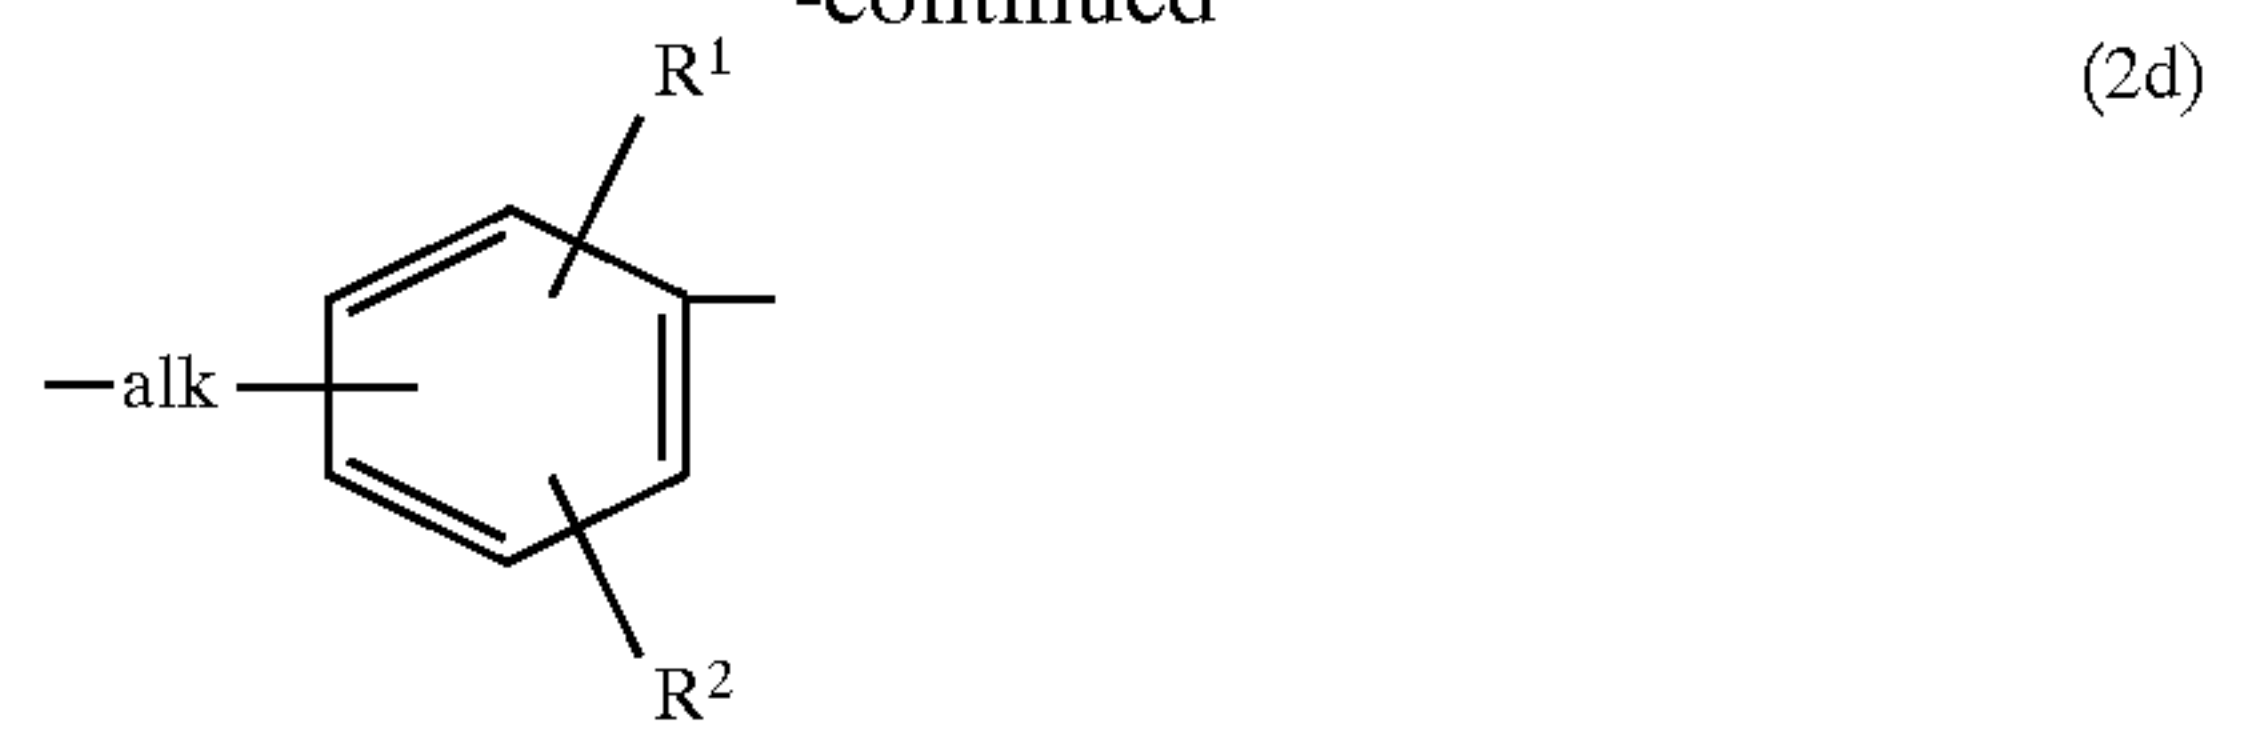 -continued
R¹
(2d)
—alk
R²